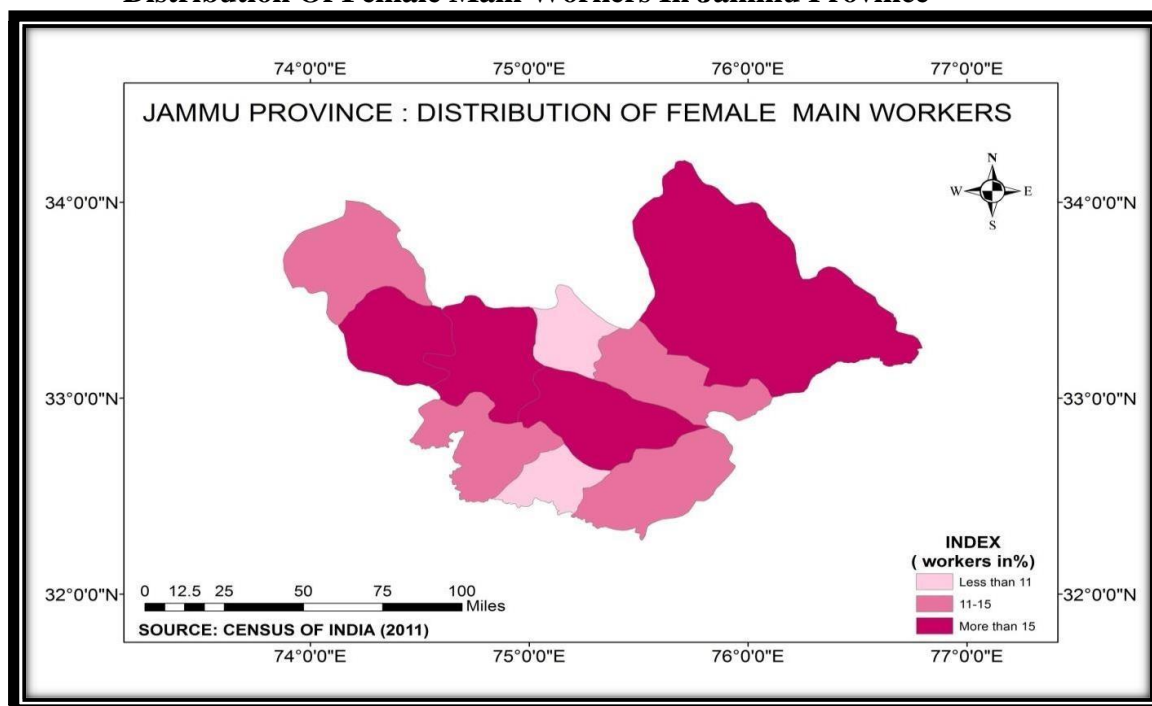 Distribution Of Female Main Workers In Jammu Province
74°0'0"E 75°0'0"E 76°0'0"E 77°0'0"E
JAMMU PROVINCE : DISTRIBUTION OF FEMALE MAIN WORKERS
N
W E
S
34°0'0"N 34°0'0"N
33°0'0"N 33°0'0"N
INDEX
( workers in%)
Less than 11
11-15
More than 15
0 12.5 25 50 75 100
Miles
32°0'0"N 32°0'0"N
SOURCE: CENSUS OF INDIA (2011)
74°0'0"E 75°0'0"E 76°0'0"E 77°0'0"E